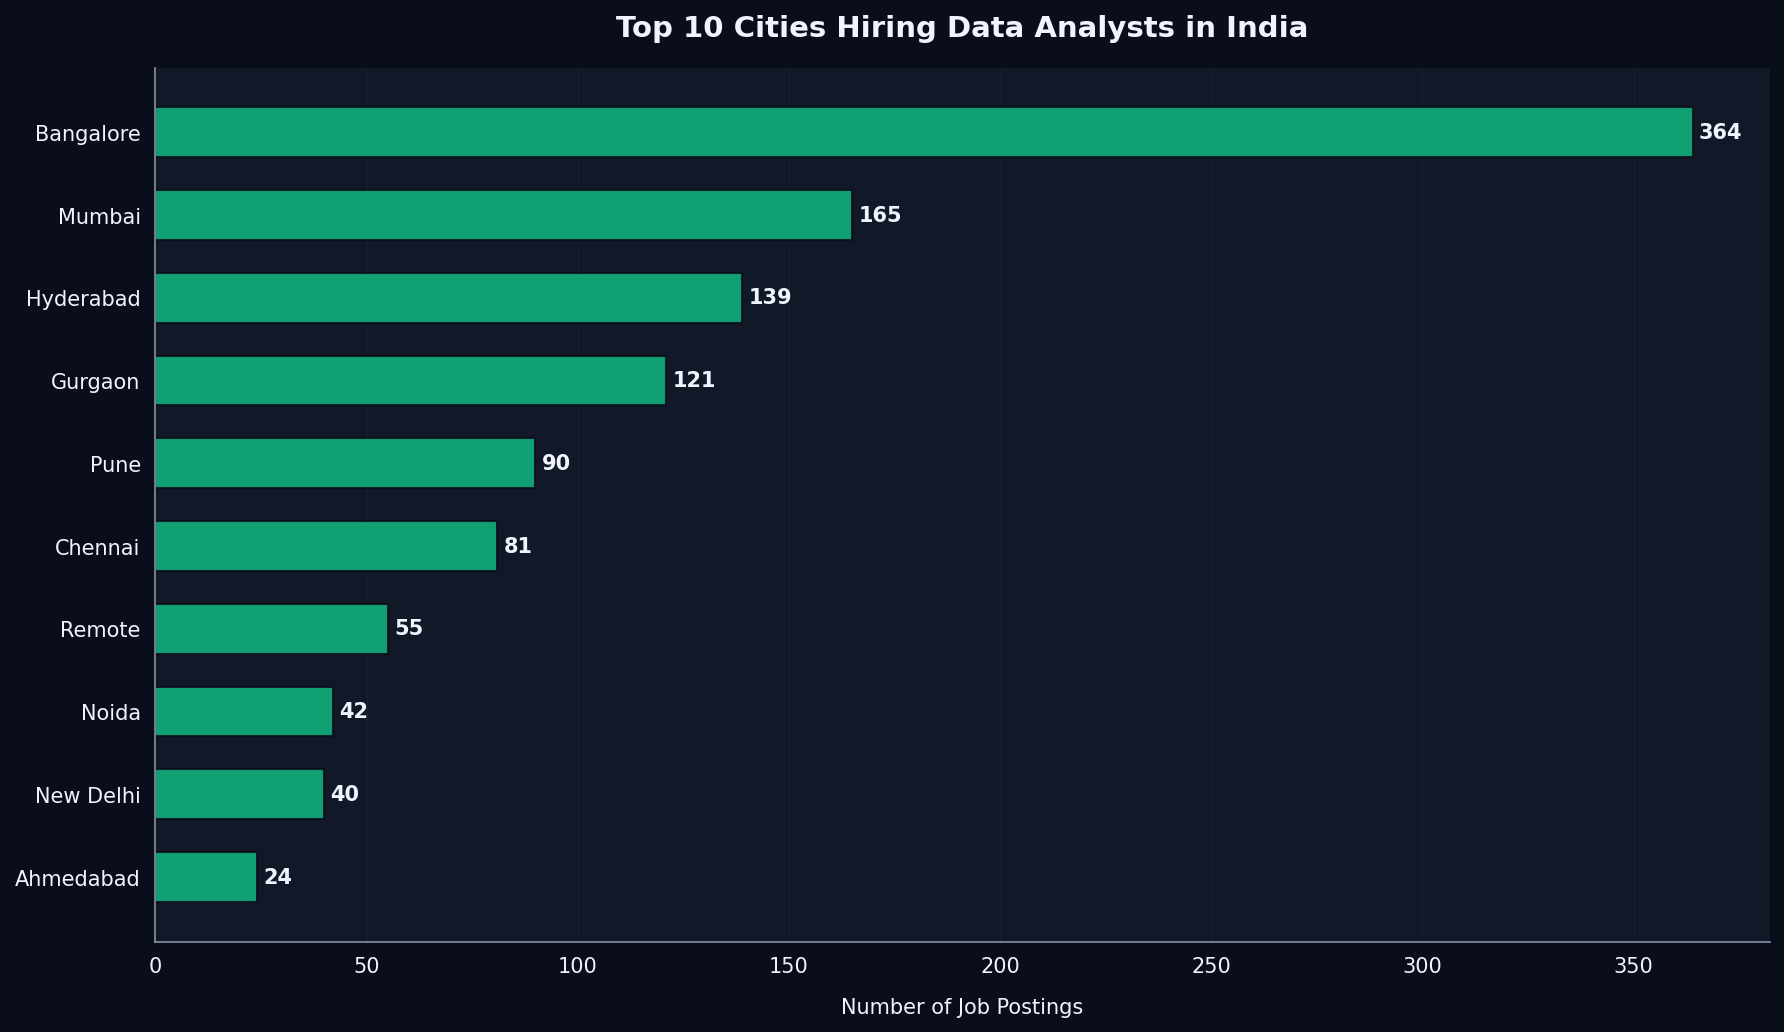 Top 10 Cities Hiring Data Analysts in India
Bangalore 364
Mumbai 165
Hyderabad 139
Gurgaon 121
Pune 90
Chennai 81
Remote 55
Noida 42
New Delhi 40
Ahmedabad 24
0 50 100 150 200 250 300 350
Number of Job Postings